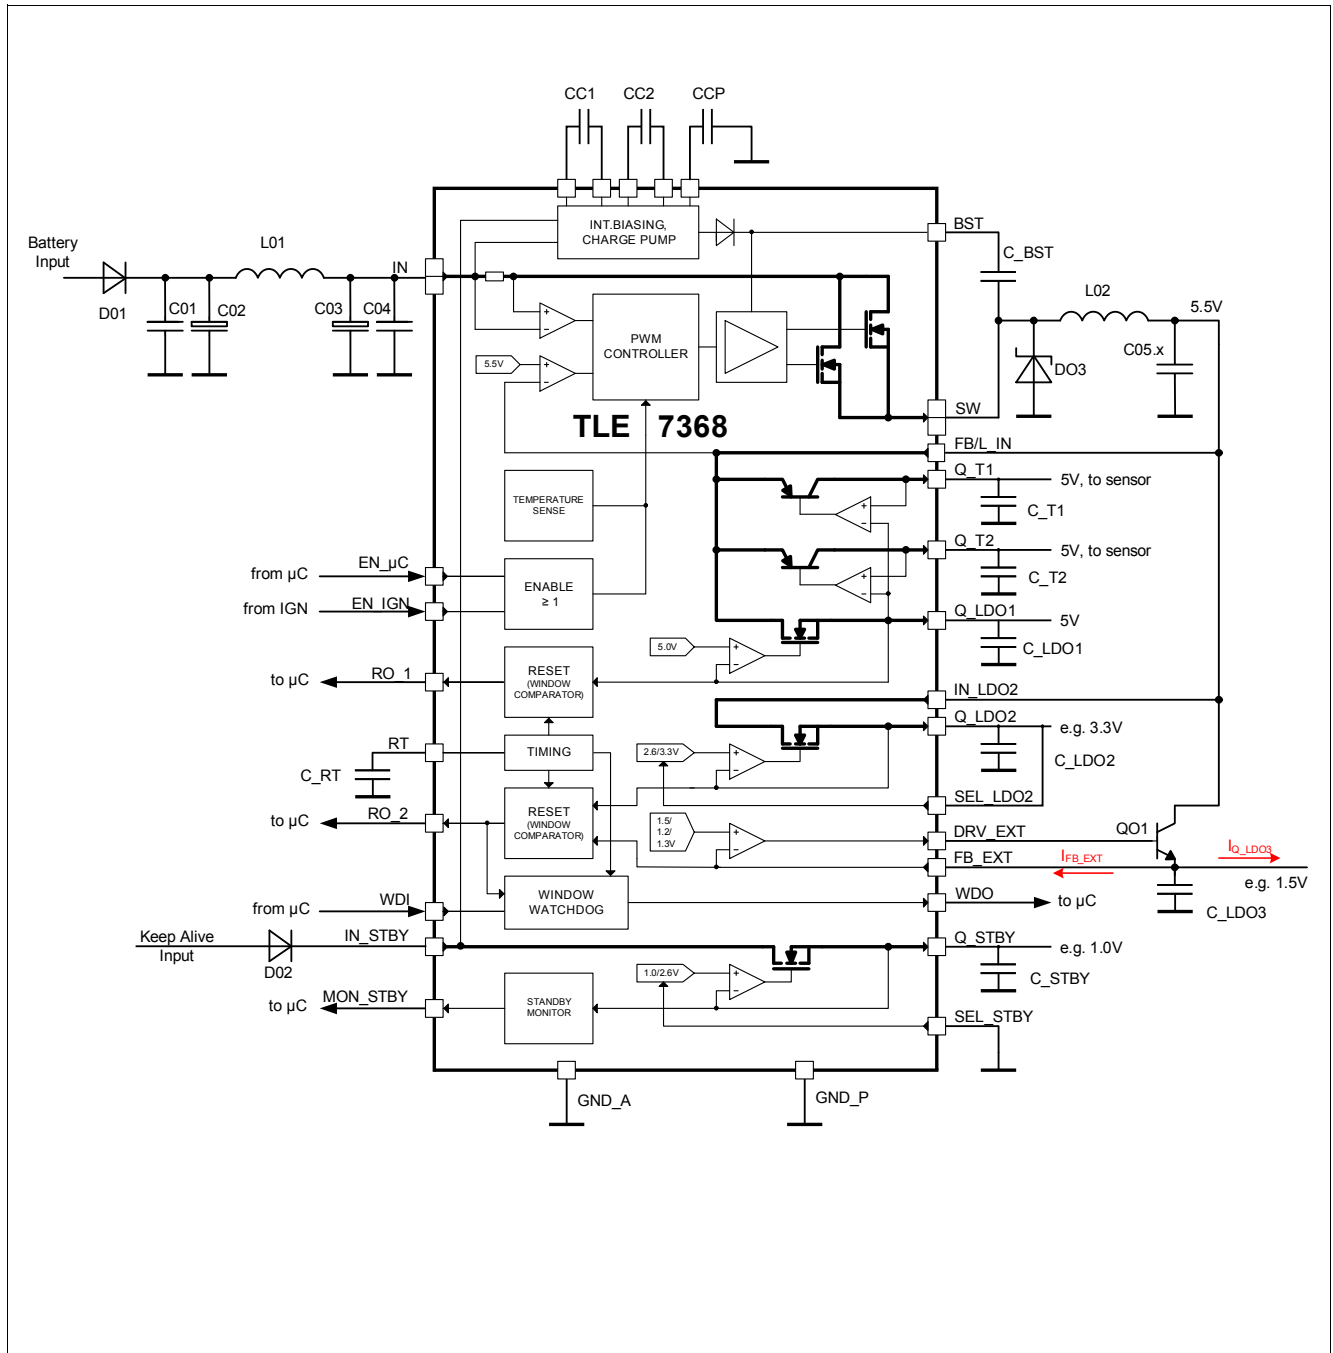 CC1 CC2 CCP
INT.BIASING,
CHARGE PUMP
BST
C_BST
Battery
Input
L01
IN
D01
C01 C02
C03 C04
L02
5.5V
C05.x
DO3
PWM
CONTROLLER
5.5V
SW
TLE 7368
FB/L_IN
Q_T1
5V, to sensor
C_T1
TEMPERATURE
SENSE
Q_T2
5V, to sensor
C_T2
from µC
EN_µC
from IGN
EN_IGN
ENABLE
≥ 1
Q_LDO1
5V
C_LDO1
5.0V
to µC
RO_1
RESET
(WINDOW
COMPARATOR)
IN_LDO2
Q_LDO2
e.g. 3.3V
C_LDO2
RT
C_RT
TIMING
2.6/3.3V
SEL_LDO2
to µC
RO_2
RESET
(WINDOW
COMPARATOR)
1.5/
1.2/
1.3V
DRV_EXT
QO1
FB_EXT
I_FB_EXT
I_Q_LDO3
e.g. 1.5V
C_LDO3
from µC
WDI
WINDOW
WATCHDOG
WDO
to µC
Keep Alive
Input
D02
IN_STBY
Q_STBY
e.g. 1.0V
C_STBY
1.0/2.6V
to µC
MON_STBY
STANDBY
MONITOR
SEL_STBY
GND_A
GND_P